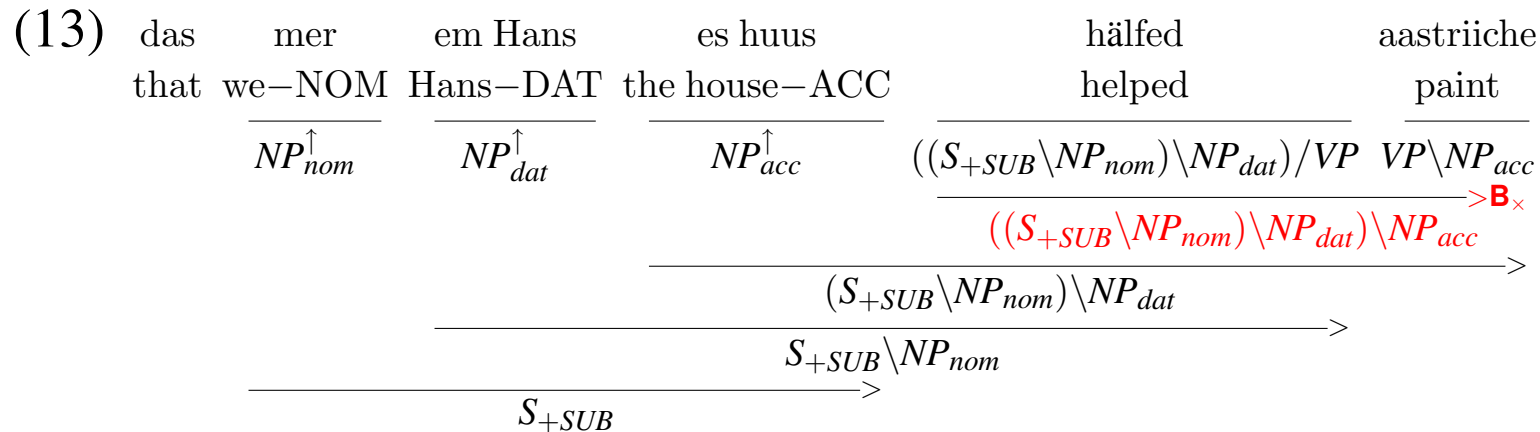 (13) das mer em Hans es huus hälfed aastriiche
that we−NOM Hans−DAT the house−ACC helped paint
NP↑nom NP↑dat NP↑acc ((S+SUB\NPnom)\NPdat)/VP VP\NPacc
>B×
((S+SUB\NPnom)\NPdat)\NPacc
>
(S+SUB\NPnom)\NPdat
>
S+SUB\NPnom
>
S+SUB